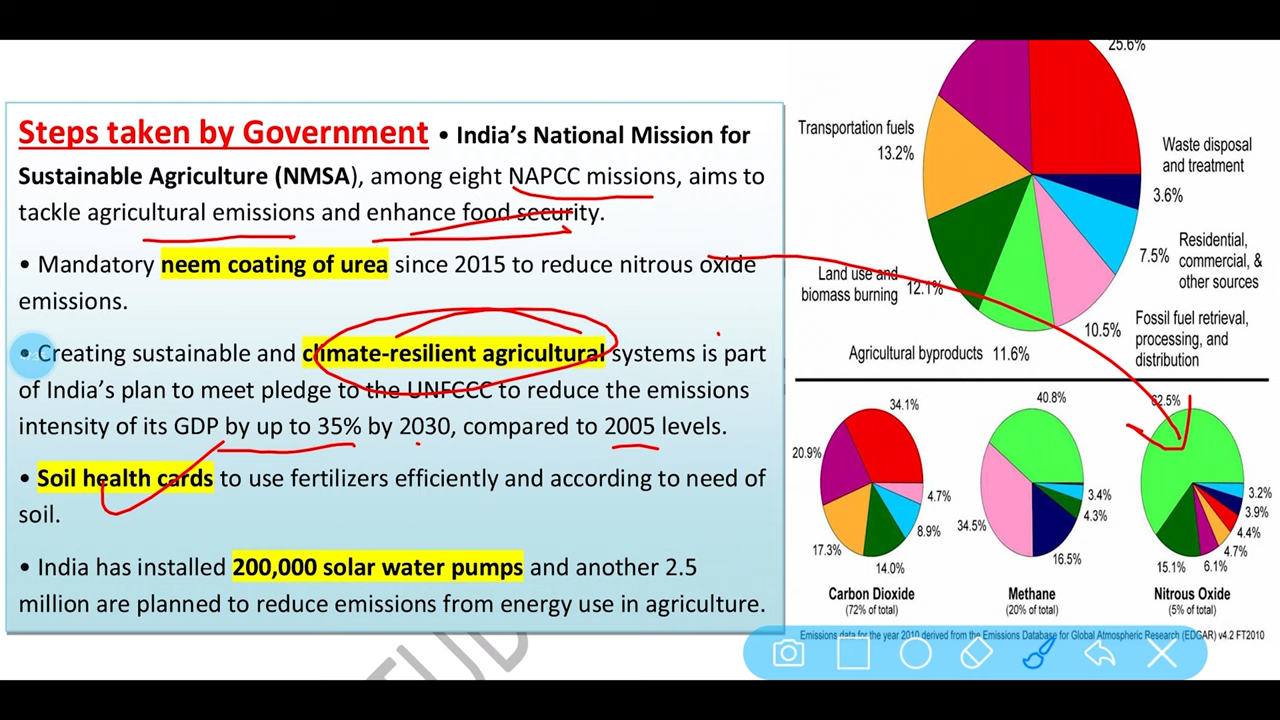 Steps taken by Government • India's National Mission for
Sustainable Agriculture (NMSA), among eight NAPCC missions, aims to
tackle agricultural emissions and enhance food security.
• Mandatory neem coating of urea since 2015 to reduce nitrous oxide
emissions.
• Creating sustainable and climate-resilient agricultural systems is part
of India's plan to meet pledge to the UNFCCC to reduce the emissions
intensity of its GDP by up to 35% by 2030, compared to 2005 levels.
• Soil health cards to use fertilizers efficiently and according to need of
soil.
• India has installed 200,000 solar water pumps and another 2.5
million are planned to reduce emissions from energy use in agriculture.
25.6%
Transportation fuels
13.2%
Waste disposal
and treatment
3.6%
Residential,
7.5% commercial, &
other sources
Land use and
biomass burning 12.1%
10.5% Fossil fuel retrieval,
processing, and
distribution
Agricultural byproducts 11.6%
34.1%
20.9%
4.7%
8.9%
17.3%
14.0%
Carbon Dioxide
(72% of total)
40.8%
3.4%
4.3%
34.5%
16.5%
Methane
(20% of total)
62.5%
3.2%
3.9%
4.4%
4.7%
15.1% 6.1%
Nitrous Oxide
(5% of total)
Emissions data for the year 2010 derived from the Emissions Database for Global Atmospheric Research (EDGAR) v4.2 FT2010